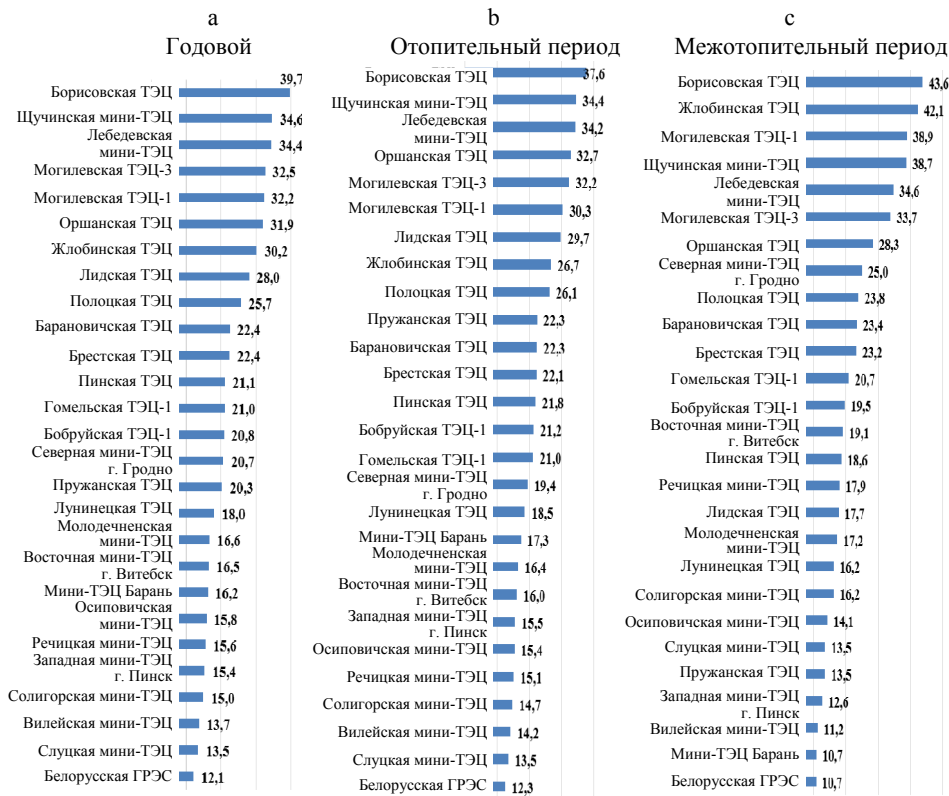 a
Годовой
39,7
Борисовская ТЭЦ
Щучинская мини-ТЭЦ 34,6
Лебедевская
мини-ТЭЦ 34,4
Могилевская ТЭЦ-3 32,5
Могилевская ТЭЦ-1 32,2
Оршанская ТЭЦ 31,9
Жлобинская ТЭЦ 30,2
Лидская ТЭЦ 28,0
Полоцкая ТЭЦ 25,7
Барановичская ТЭЦ 22,4
Брестская ТЭЦ 22,4
Пинская ТЭЦ 21,1
Гомельская ТЭЦ-1 21,0
Бобруйская ТЭЦ-1 20,8
Северная мини-ТЭЦ
г. Гродно 20,7
Пружанская ТЭЦ 20,3
Лунинецкая ТЭЦ 18,0
Молодечненская
мини-ТЭЦ 16,6
Восточная мини-ТЭЦ
г. Витебск 16,5
Мини-ТЭЦ Барань 16,2
Осиповичская
мини-ТЭЦ 15,8
Речицкая мини-ТЭЦ 15,6
Западная мини-ТЭЦ
г. Пинск 15,4
Солигорская мини-ТЭЦ 15,0
Вилейская мини-ТЭЦ 13,7
Слуцкая мини-ТЭЦ 13,5
Белорусская ГРЭС 12,1
b
Отопительный период
Борисовская ТЭЦ 37,6
Щучинская мини-ТЭЦ 34,4
Лебедевская
мини-ТЭЦ 34,2
Оршанская ТЭЦ 32,7
Могилевская ТЭЦ-3 32,2
Могилевская ТЭЦ-1 30,3
Лидская ТЭЦ 29,7
Жлобинская ТЭЦ 26,7
Полоцкая ТЭЦ 26,1
Пружанская ТЭЦ 22,3
Барановичская ТЭЦ 22,3
Брестская ТЭЦ 22,1
Пинская ТЭЦ 21,8
Бобруйская ТЭЦ-1 21,2
Гомельская ТЭЦ-1 21,0
Северная мини-ТЭЦ
г. Гродно 19,4
Лунинецкая ТЭЦ 18,5
Мини-ТЭЦ Барань 17,3
Молодечненская
мини-ТЭЦ 16,4
Восточная мини-ТЭЦ
г. Витебск 16,0
Западная мини-ТЭЦ
г. Пинск 15,5
Осиповичская мини-ТЭЦ 15,4
Речицкая мини-ТЭЦ 15,1
Солигорская мини-ТЭЦ 14,7
Вилейская мини-ТЭЦ 14,2
Слуцкая мини-ТЭЦ 13,5
Белорусская ГРЭС 12,3
c
Межотопительный период
Борисовская ТЭЦ 43,6
Жлобинская ТЭЦ 42,1
Могилевская ТЭЦ-1 38,9
Щучинская мини-ТЭЦ 38,7
Лебедевская
мини-ТЭЦ 34,6
Могилевская ТЭЦ-3 33,7
Оршанская ТЭЦ 28,3
Северная мини-ТЭЦ
г. Гродно 25,0
Полоцкая ТЭЦ 23,8
Барановичская ТЭЦ 23,4
Брестская ТЭЦ 23,2
Гомельская ТЭЦ-1 20,7
Бобруйская ТЭЦ-1 19,5
Восточная мини-ТЭЦ
г. Витебск 19,1
Пинская ТЭЦ 18,6
Речицкая мини-ТЭЦ 17,9
Лидская ТЭЦ 17,7
Молодечненская
мини-ТЭЦ 17,2
Лунинецкая ТЭЦ 16,2
Солигорская мини-ТЭЦ 16,2
Осиповичская мини-ТЭЦ 14,1
Слуцкая мини-ТЭЦ 13,5
Пружанская ТЭЦ 13,5
Западная мини-ТЭЦ
г. Пинск 12,6
Вилейская мини-ТЭЦ 11,2
Мини-ТЭЦ Барань 10,7
Белорусская ГРЭС 10,7